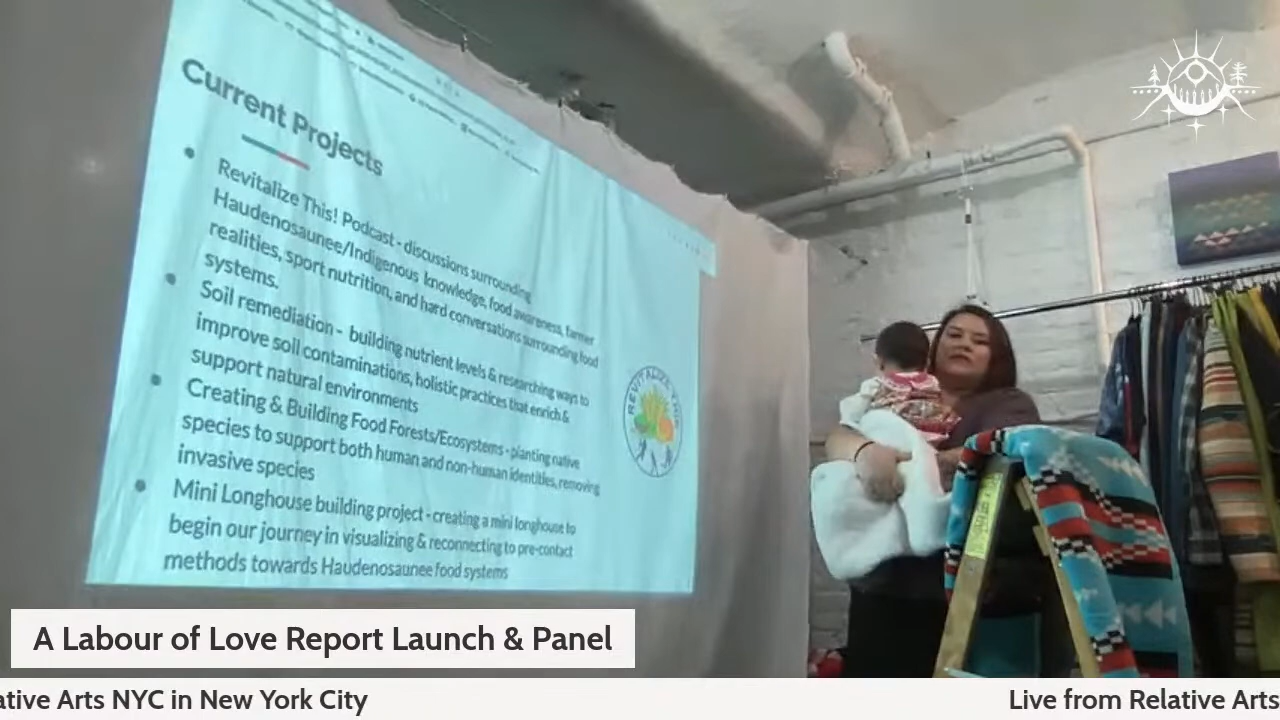 Current Projects
Revitalize This! Podcast - discussions surrounding
Haudenosaunee/Indigenous knowledge, food awareness, farmer
realities, sport nutrition, and hard conversations surrounding food
systems.
Soil remediation - building nutrient levels & researching ways to
improve soil contaminations, holistic practices that enrich &
support natural environments
Creating & Building Food Forests/Ecosystems - planting native
species to support both human and non-human identities, removing
invasive species
Mini Longhouse building project - creating a mini longhouse to
begin our journey in visualizing & reconnecting to pre-contact
methods towards Haudenosaunee food systems
REVITALIZE THIS!
A Labour of Love Report Launch & Panel
ative Arts NYC in New York City
Live from Relative Arts